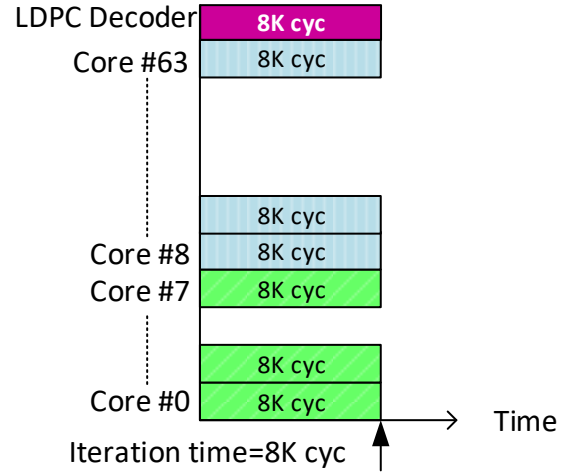 LDPC Decoder 8K cyc
Core #63 8K cyc
8K cyc
Core #8 8K cyc
Core #7 8K cyc
8K cyc
Core #0 8K cyc
Time
Iteration time=8K cyc